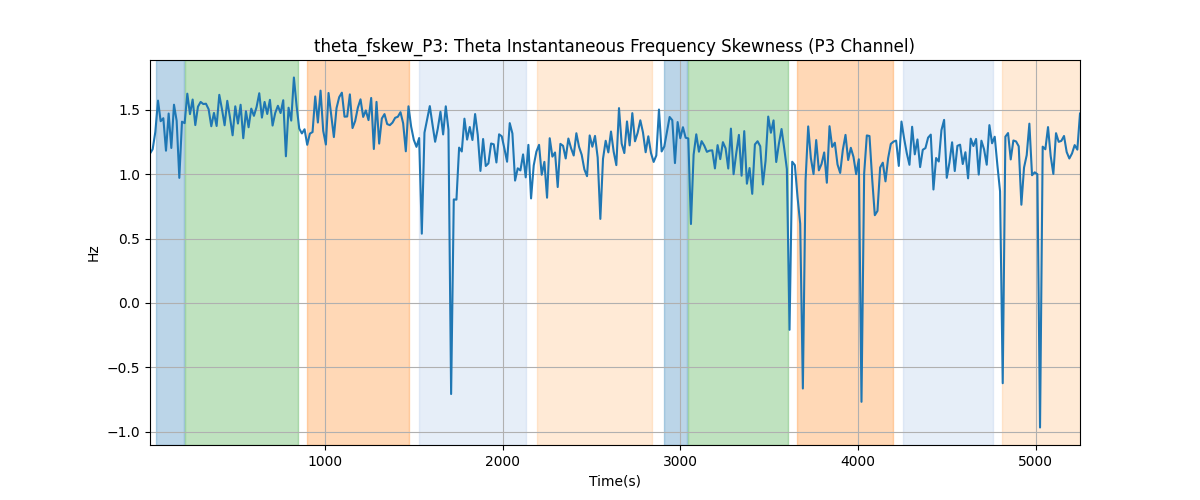 theta_fskew_P3: Theta Instantaneous Frequency Skewness (P3 Channel)
1.5
1.0
0.5
0.0
−0.5
−1.0
Hz
1000 2000 3000 4000 5000
Time(s)